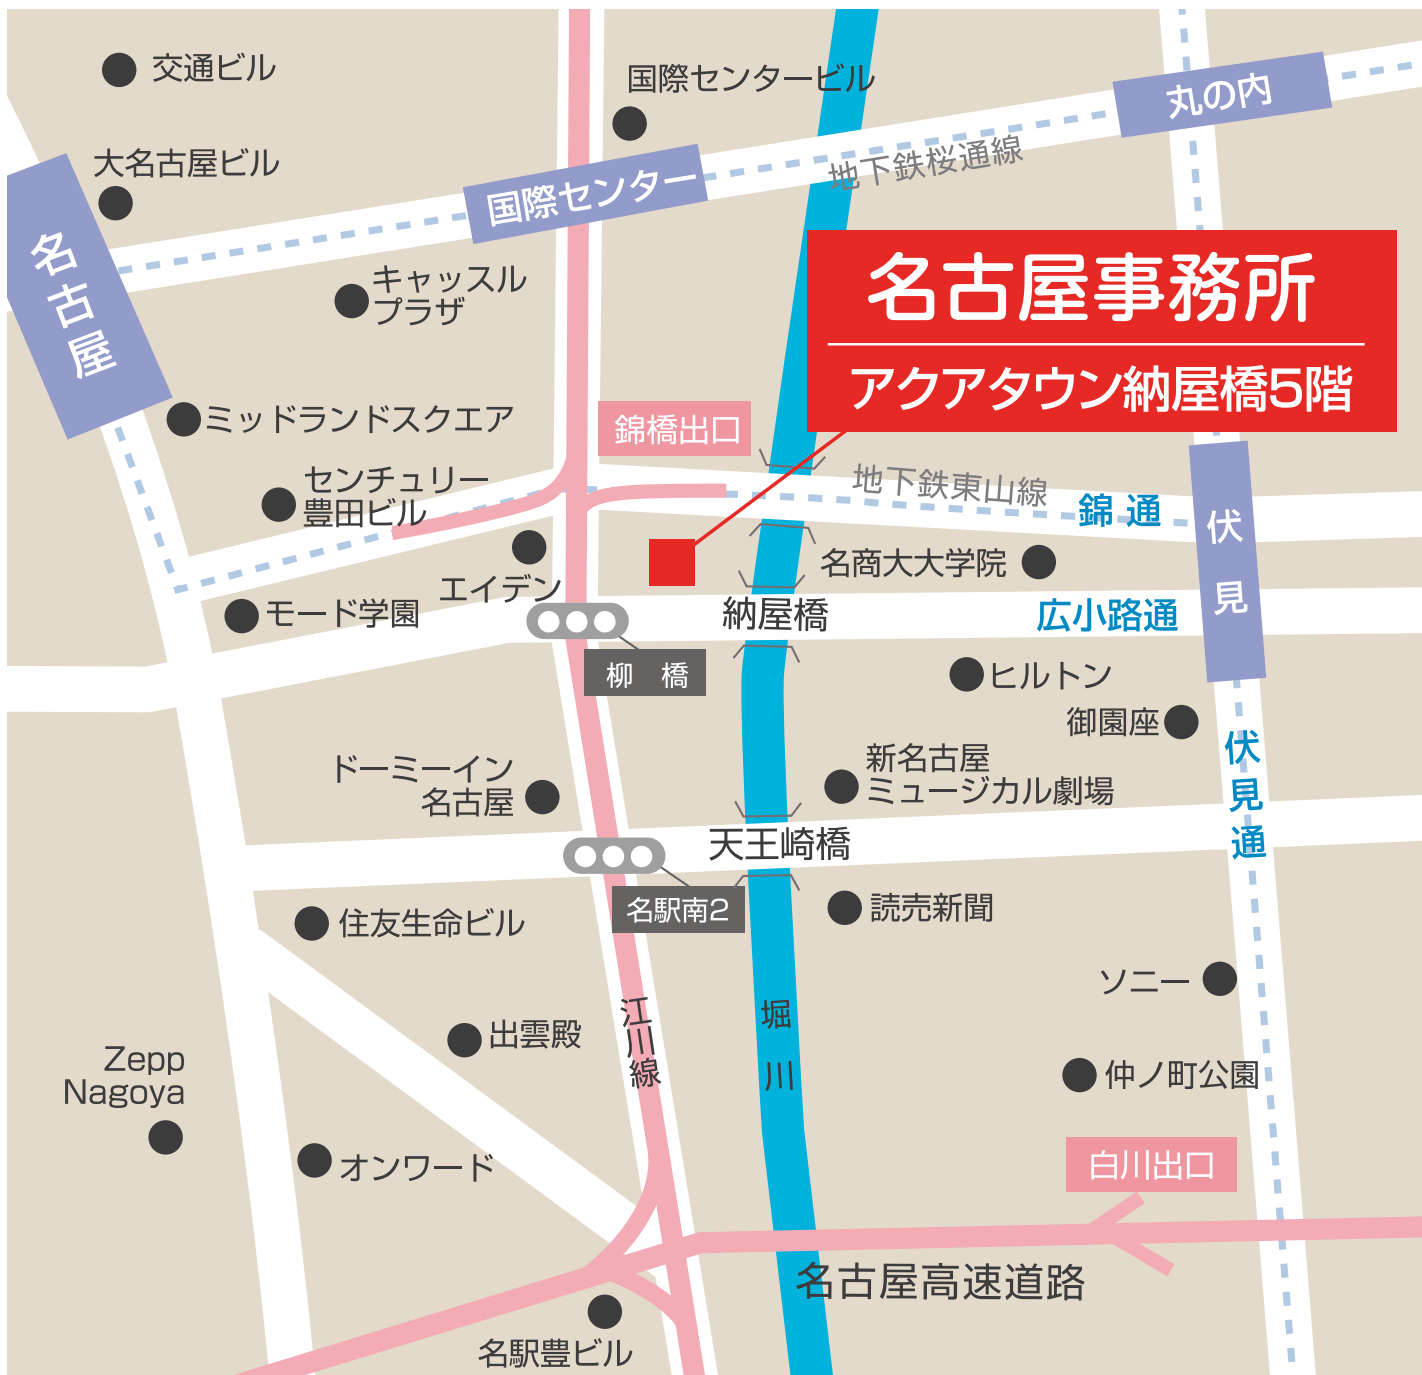 交通ビル
国際センタービル
丸の内
大名古屋ビル
地下鉄桜通線
国際センター
名古屋
キャッスル
プラザ
名古屋事務所
アクアタウン納屋橋5階
ミッドランドスクエア
錦橋出口
センチュリー
豊田ビル
地下鉄東山線
錦 通
伏見
エイデン
名商大大学院
モード学園
納屋橋
広小路通
柳 橋
ヒルトン
御園座
伏見通
ドーミーイン
名古屋
新名古屋
ミュージカル劇場
天王崎橋
名駅南2
住友生命ビル
読売新聞
ソニー
江川線
堀川
出雲殿
Zepp
Nagoya
仲ノ町公園
オンワード
白川出口
名古屋高速道路
名駅豊ビル